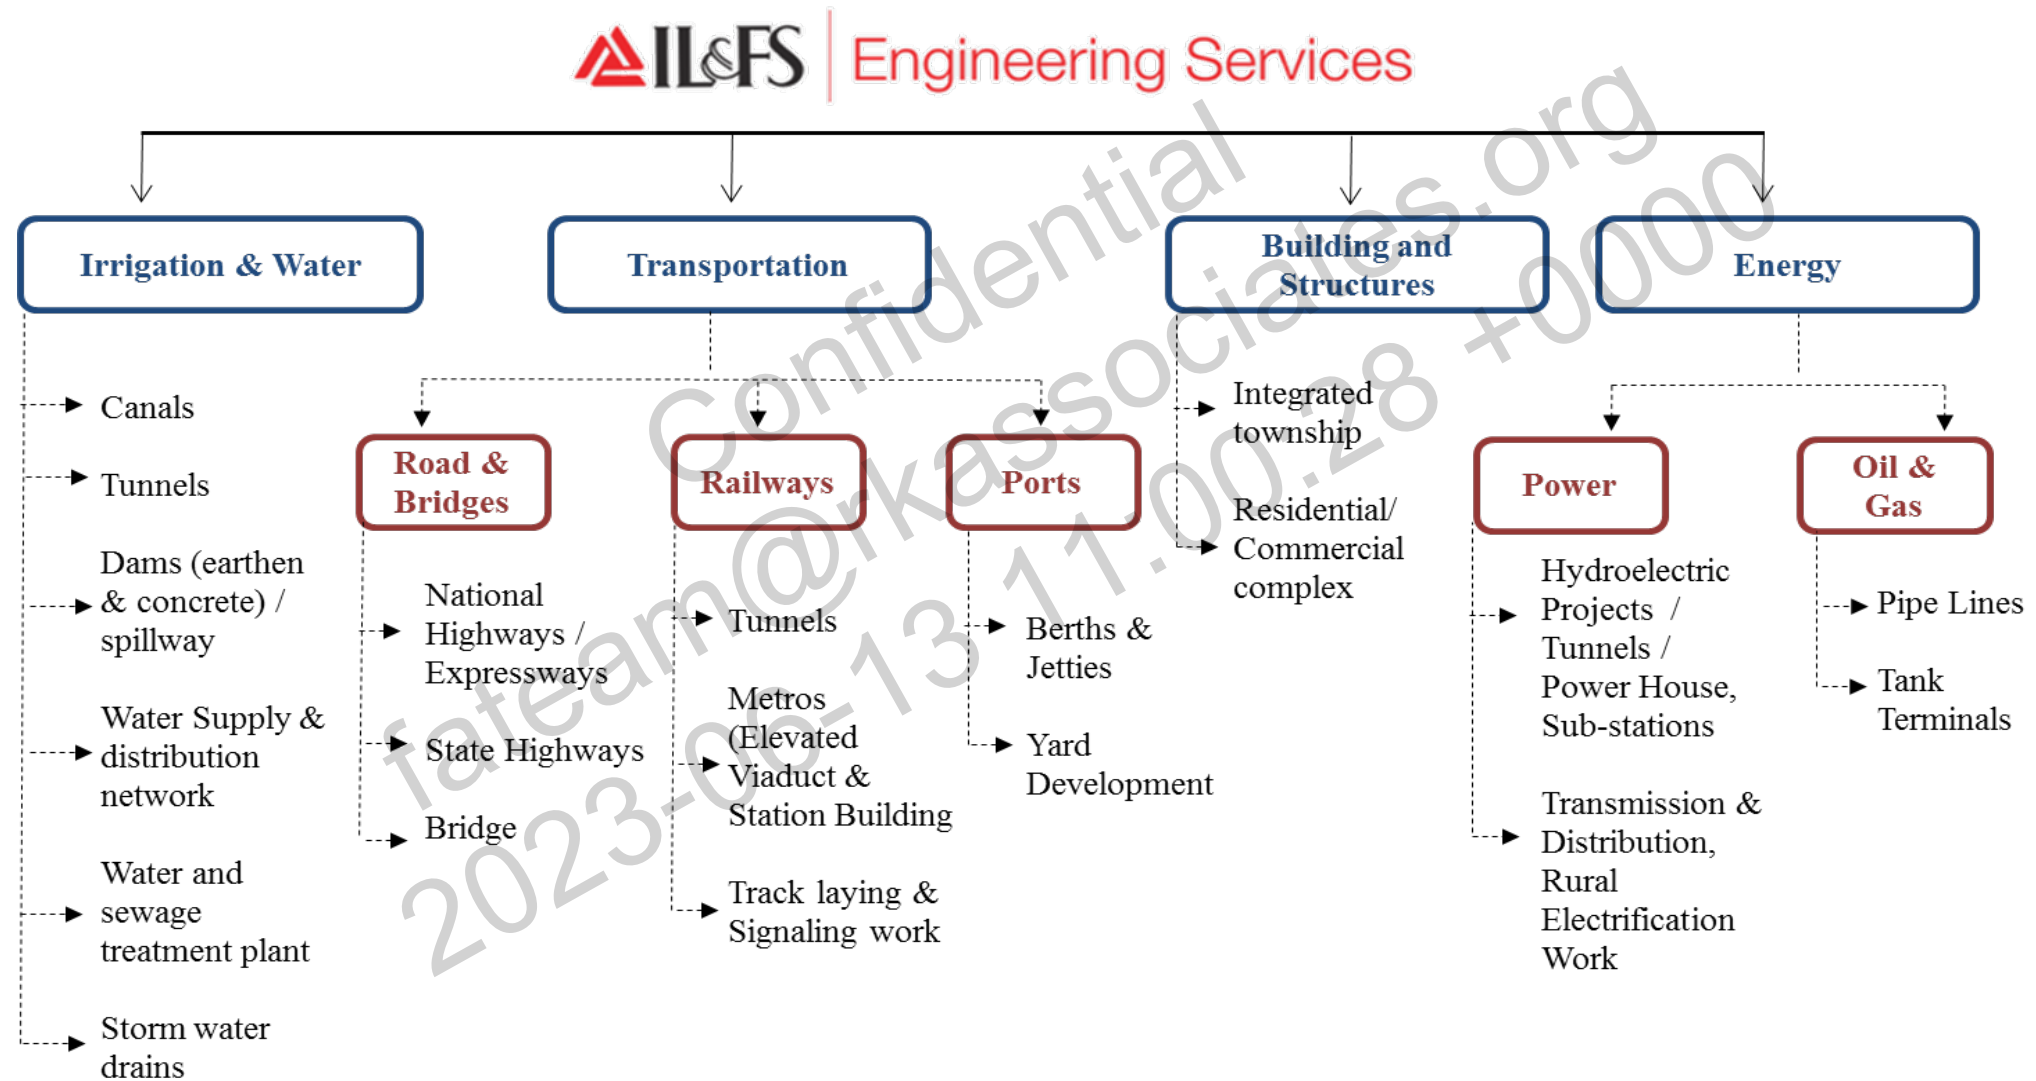 IL&FS Engineering Services
Irrigation & Water
Canals
Tunnels
Dams (earthen
& concrete) /
spillway
Water Supply &
distribution
network
Water and
sewage
treatment plant
Storm water
drains
Transportation
Road &
Bridges
National
Highways /
Expressways
State Highways
Bridge
Railways
Tunnels
Metros
(Elevated
Viaduct &
Station Building
Track laying &
Signaling work
Ports
Berths &
Jetties
Yard
Development
Building and
Structures
Integrated
township
Residential/
Commercial
complex
Energy
Power
Hydroelectric
Projects /
Tunnels /
Power House,
Sub-stations
Transmission &
Distribution,
Rural
Electrification
Work
Oil &
Gas
Pipe Lines
Tank
Terminals
Confidential
fateam@rkassociales.org
2023-06-13 11:00:28 +0000